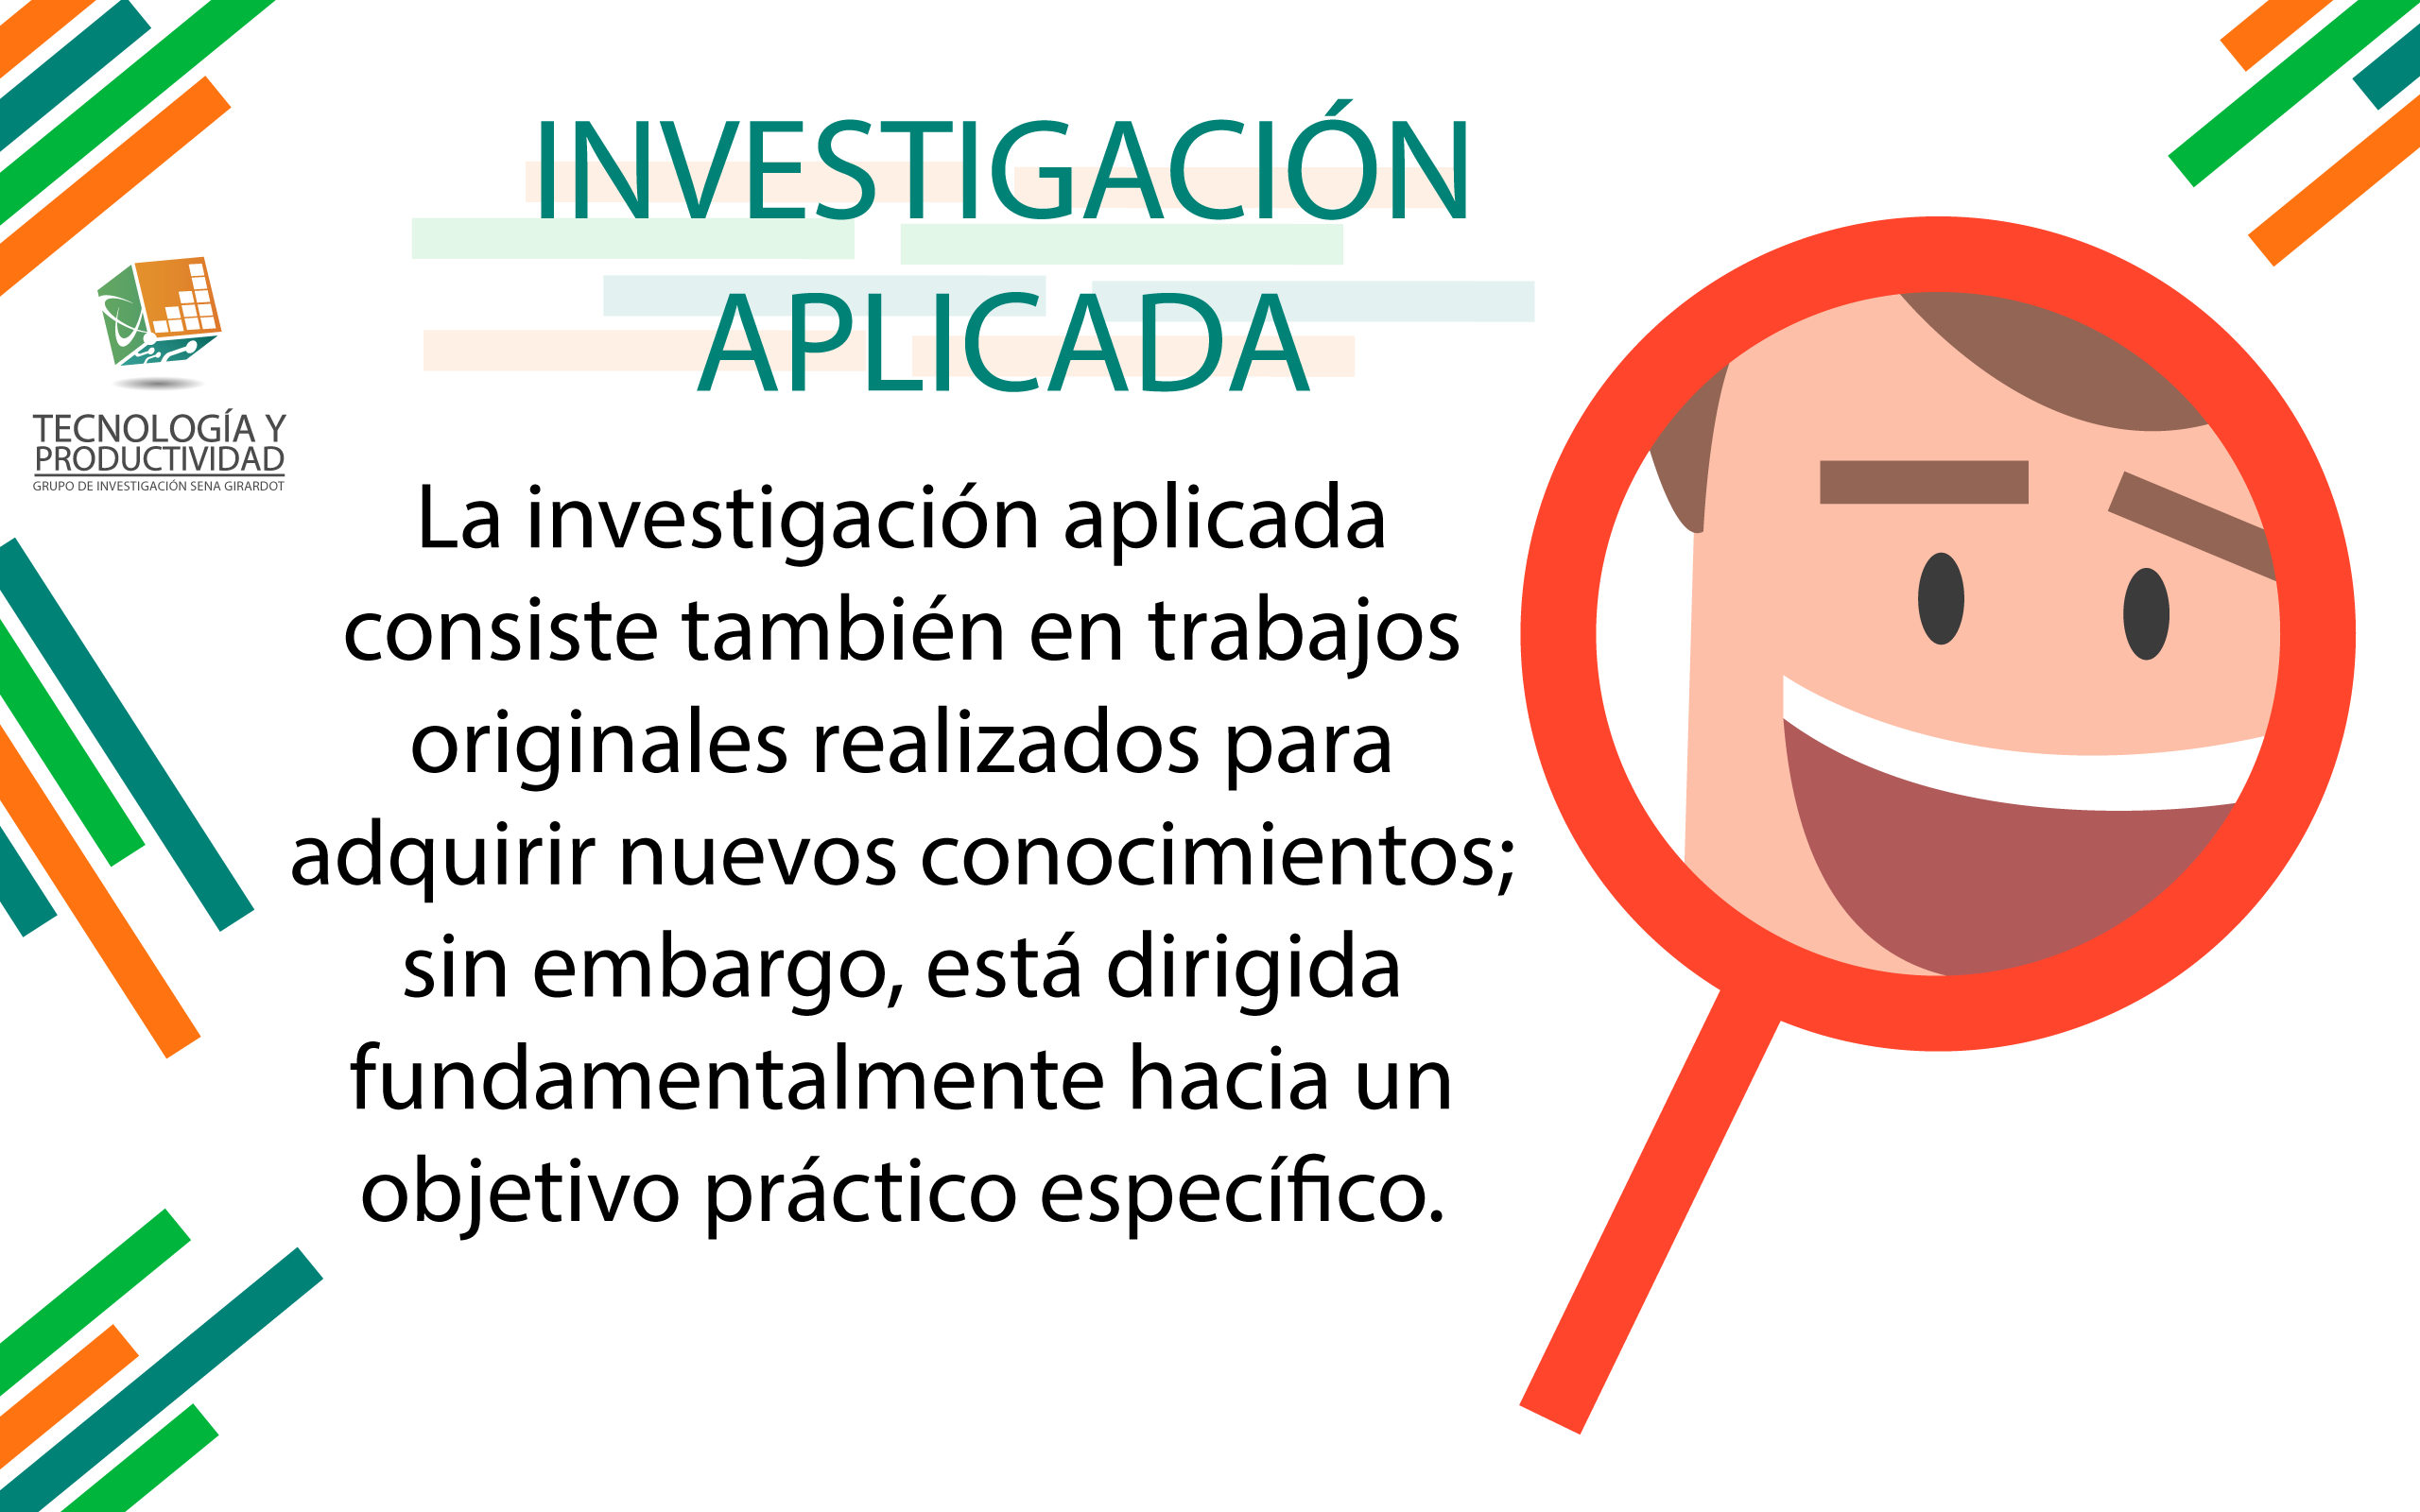 INVESTIGACIÓN
APLICADA
TECNOLOGÍA Y
PRODUCTIVIDAD
GRUPO DE INVESTIGACIÓN SENA GIRARDOT
La investigación aplicada
consiste también en trabajos
originales realizados para
adquirir nuevos conocimientos;
sin embargo, está dirigida
fundamentalmente hacia un
objetivo práctico específico.